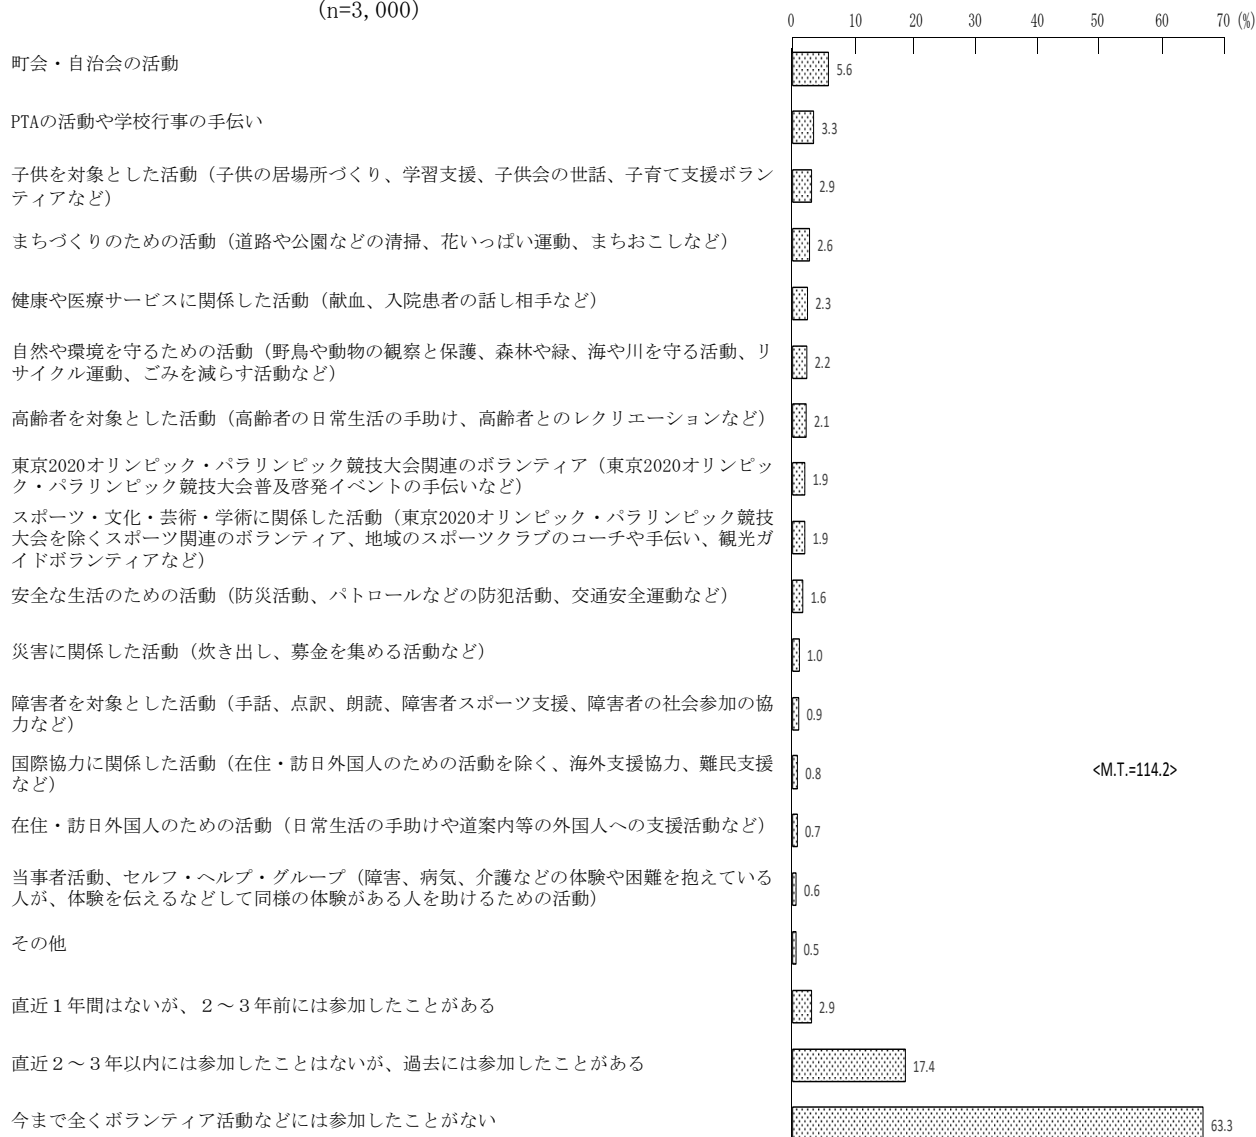 (n=3,000)
0 10 20 30 40 50 60 70 (%)
町会・自治会の活動
5.6
PTAの活動や学校行事の手伝い
3.3
子供を対象とした活動（子供の居場所づくり、学習支援、子供会の世話、子育て支援ボラン
ティアなど）
2.9
まちづくりのための活動（道路や公園などの清掃、花いっぱい運動、まちおこしなど）
2.6
健康や医療サービスに関係した活動（献血、入院患者の話し相手など）
2.3
自然や環境を守るための活動（野鳥や動物の観察と保護、森林や緑、海や川を守る活動、リ
サイクル運動、ごみを減らす活動など）
2.2
高齢者を対象とした活動（高齢者の日常生活の手助け、高齢者とのレクリエーションなど）
2.1
東京2020オリンピック・パラリンピック競技大会関連のボランティア（東京2020オリンピッ
ク・パラリンピック競技大会普及啓発イベントの手伝いなど）
1.9
スポーツ・文化・芸術・学術に関係した活動（東京2020オリンピック・パラリンピック競技
大会を除くスポーツ関連のボランティア、地域のスポーツクラブのコーチや手伝い、観光ガ
イドボランティアなど）
1.9
安全な生活のための活動（防災活動、パトロールなどの防犯活動、交通安全運動など）
1.6
災害に関係した活動（炊き出し、募金を集める活動など）
1.0
障害者を対象とした活動（手話、点訳、朗読、障害者スポーツ支援、障害者の社会参加の協
力など）
0.9
国際協力に関係した活動（在住・訪日外国人のための活動を除く、海外支援協力、難民支援
など）
0.8
<M.T.=114.2>
在住・訪日外国人のための活動（日常生活の手助けや道案内等の外国人への支援活動など）
0.7
当事者活動、セルフ・ヘルプ・グループ（障害、病気、介護などの体験や困難を抱えている
人が、体験を伝えるなどして同様の体験がある人を助けるための活動）
0.6
その他
0.5
直近１年間はないが、２～３年前には参加したことがある
2.9
直近２～３年以内には参加したことはないが、過去には参加したことがある
17.4
今まで全くボランティア活動などには参加したことがない
63.3